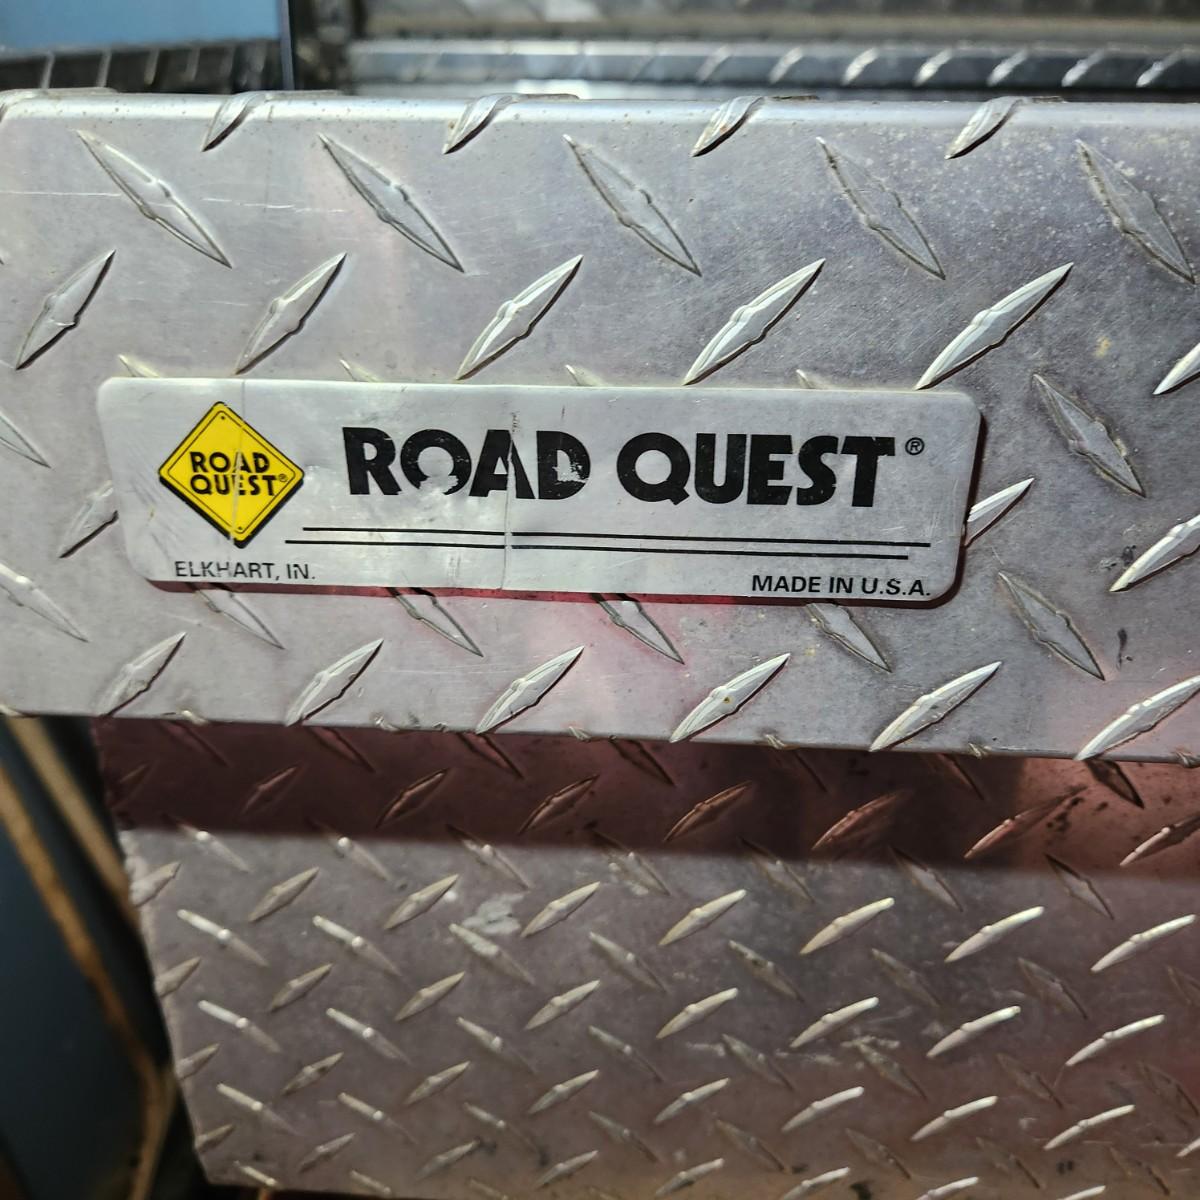 ROAD
QUEST®
ROAD QUEST®
ELKHART, IN.
MADE IN U.S.A.